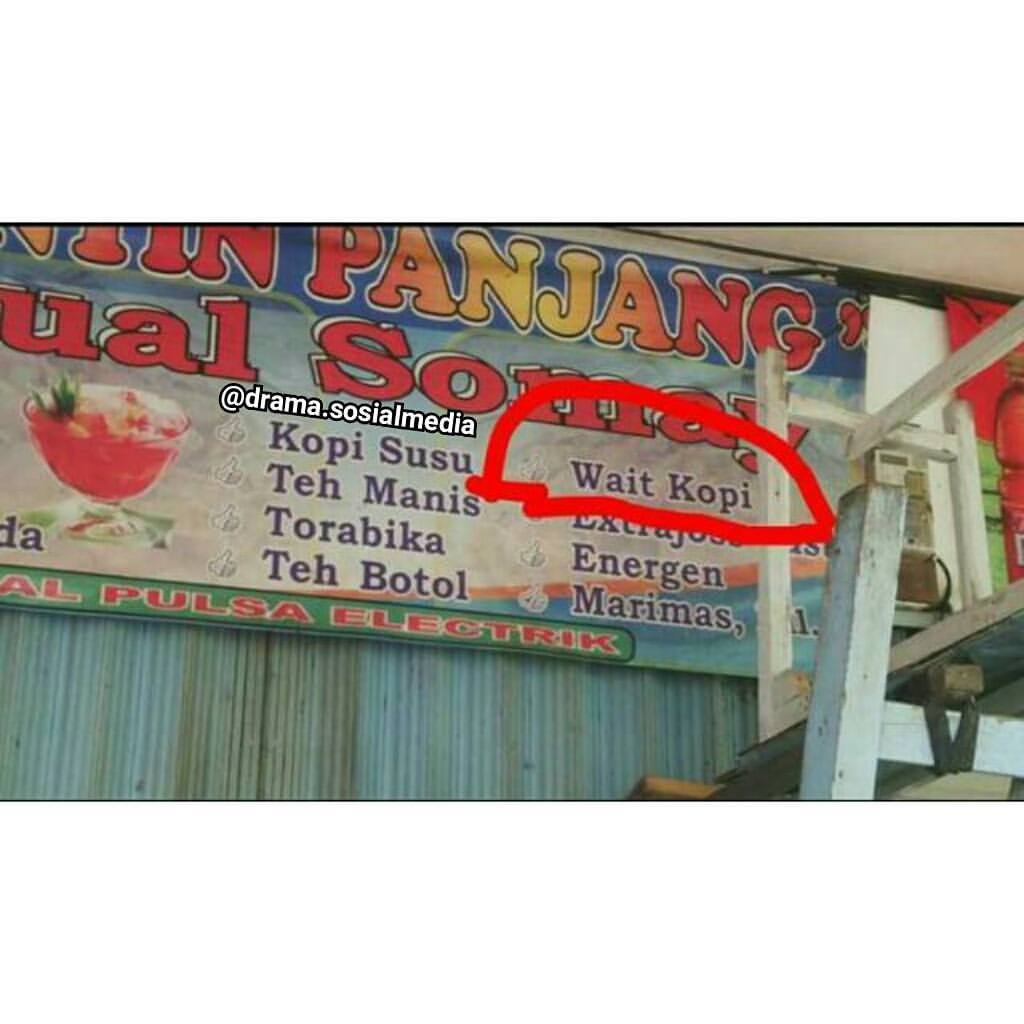 NTIN PANJANG"
ual Somay
@drama.sosialmedia
Kopi Susu
Teh Manis
Torabika
Teh Botol
Wait Kopi
Energen
Marimas,
da
AL PULSA ELECTRIK